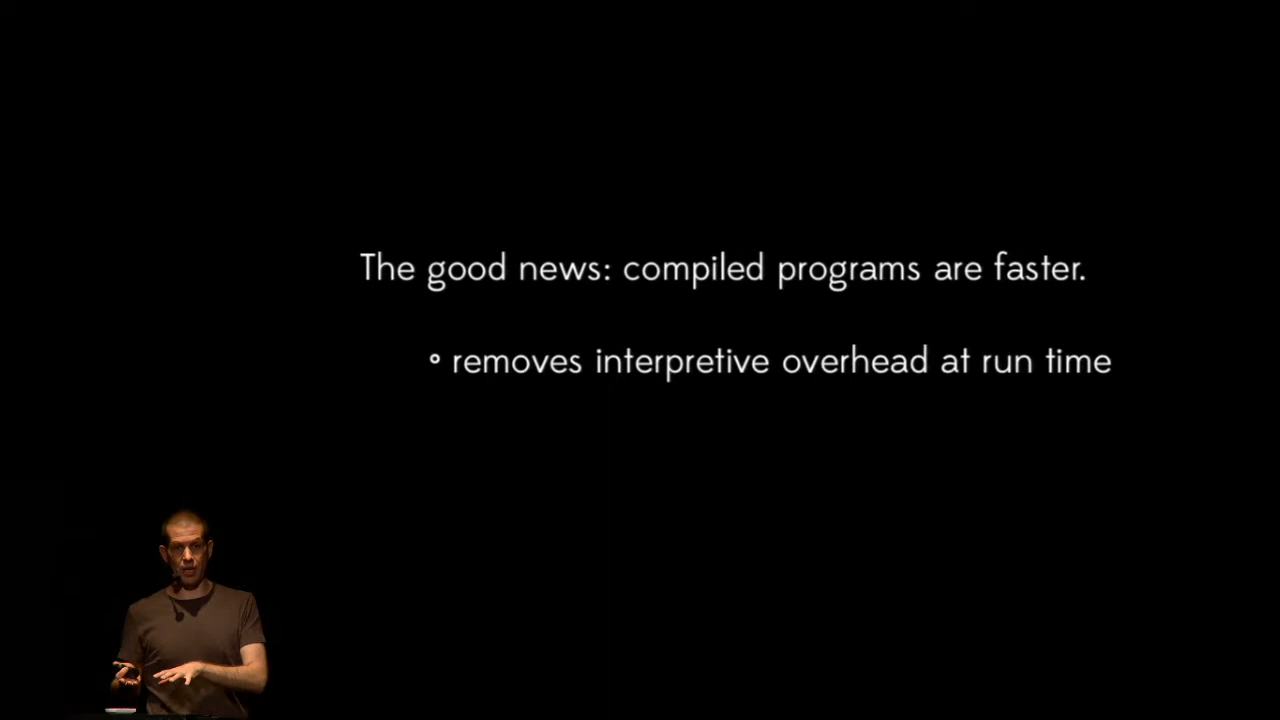 The good news: compiled programs are faster.
° removes interpretive overhead at run time